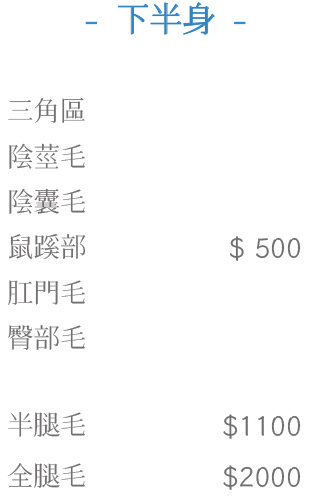 - 下半身 -
三角區
陰莖毛
陰囊毛
鼠蹊部 $ 500
肛門毛
臀部毛
半腿毛 $1100
全腿毛 $2000